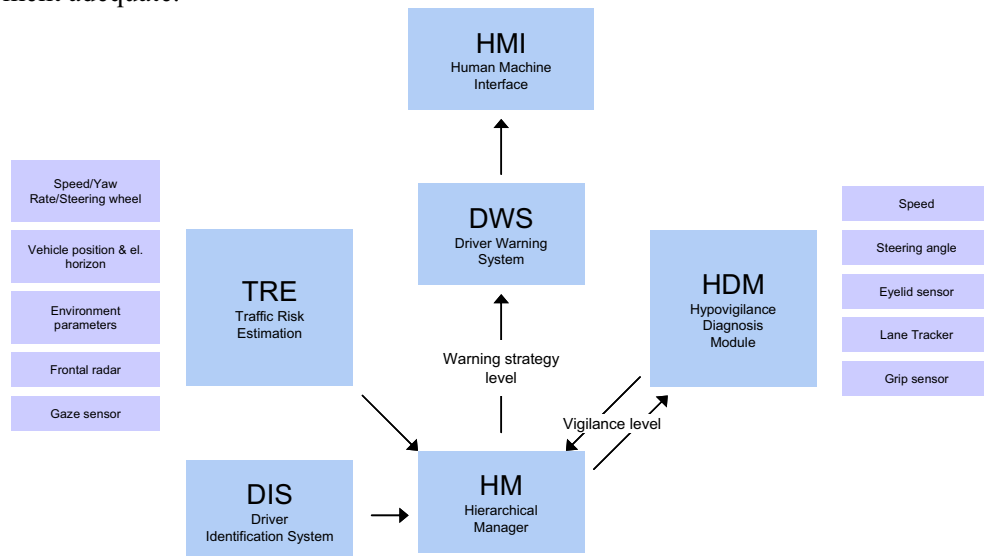 ment adequate.
HMI
Human Machine
Interface
Speed/Yaw
Rate/Steering wheel
Vehicle position & el.
horizon
Environment
parameters
Frontal radar
Gaze sensor
TRE
Traffic Risk
Estimation
DWS
Driver Warning
System
HDM
Hypovigilance
Diagnosis
Module
Speed
Steering angle
Eyelid sensor
Lane Tracker
Grip sensor
Warning strategy
level
Vigilance level
DIS
Driver
Identification System
HM
Hierarchical
Manager